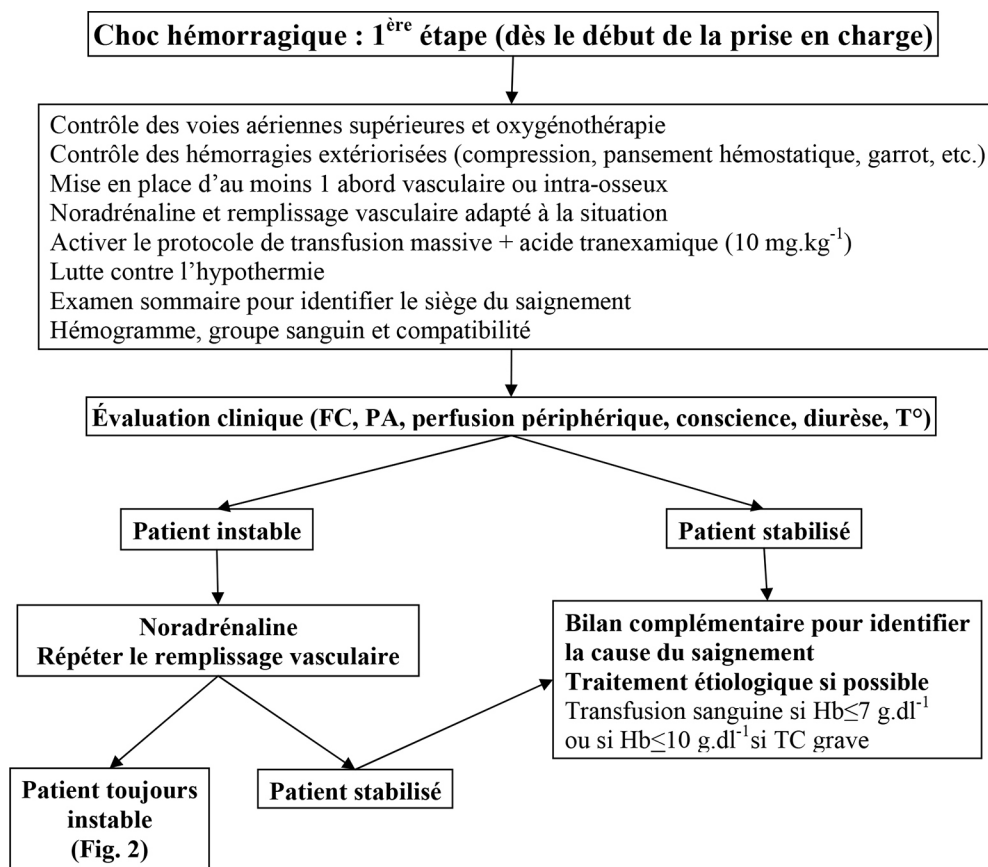 Choc hémorragique : 1ère étape (dès le début de la prise en charge)
Contrôle des voies aériennes supérieures et oxygénothérapie
Contrôle des hémorragies extériorisées (compression, pansement hémostatique, garrot, etc.)
Mise en place d’au moins 1 abord vasculaire ou intra-osseux
Noradrénaline et remplissage vasculaire adapté à la situation
Activer le protocole de transfusion massive + acide tranexamique (10 mg.kg-1)
Lutte contre l’hypothermie
Examen sommaire pour identifier le siège du saignement
Hémogramme, groupe sanguin et compatibilité
Évaluation clinique (FC, PA, perfusion périphérique, conscience, diurèse, T°)
Patient instable
Patient stabilisé
Noradrénaline
Répéter le remplissage vasculaire
Bilan complémentaire pour identifier
la cause du saignement
Traitement étiologique si possible
Transfusion sanguine si Hb≤7 g.dl-1
ou si Hb≤10 g.dl-1si TC grave
Patient toujours
instable
(Fig. 2)
Patient stabilisé